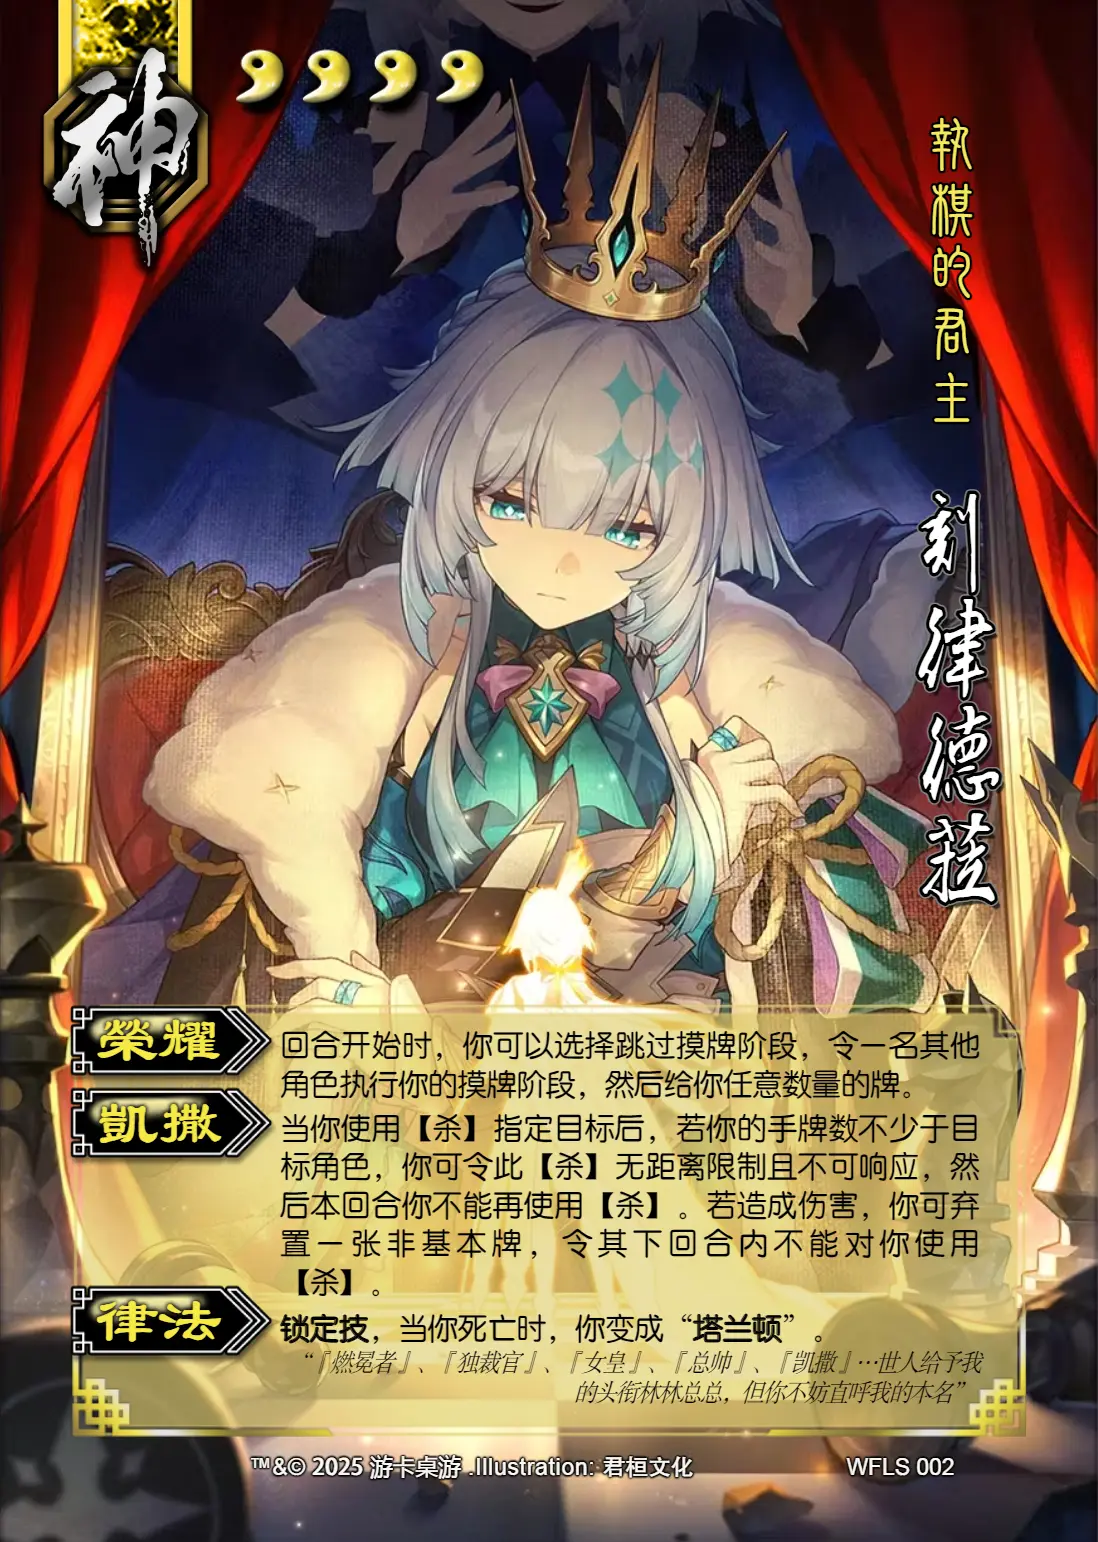 神
執棋的君主
刻律德菈
榮耀
回合开始时，你可以选择跳过摸牌阶段，令一名其他
角色执行你的摸牌阶段，然后给你任意数量的牌。
凱撒
当你使用【杀】指定目标后，若你的手牌数不少于目
标角色，你可令此【杀】无距离限制且不可响应，然
后本回合你不能再使用【杀】。若造成伤害，你可弃
置一张非基本牌，令其下回合内不能对你使用
【杀】。
律法
锁定技，当你死亡时，你变成“塔兰顿”。
“『燃冕者』、『独裁官』、『女皇』、『总帅』、『凯撒』…世人给予我
的头衔林林总总，但你不妨直呼我的本名”
™&© 2025 游卡桌游 .Illustration: 君桓文化
WFLS 002